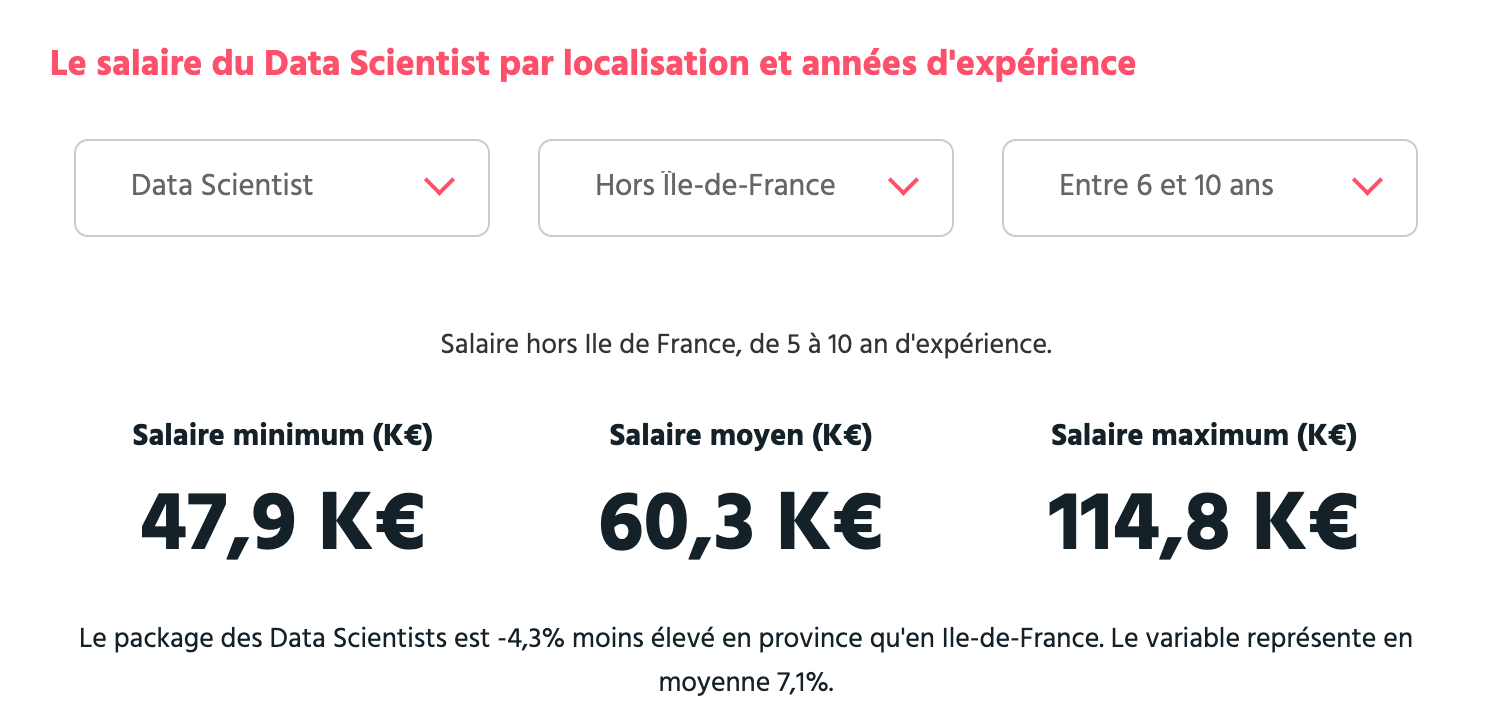 Le salaire du Data Scientist par localisation et années d'expérience
Data Scientist
Hors Île-de-France
Entre 6 et 10 ans
Salaire hors Ile de France, de 5 à 10 an d'expérience.
Salaire minimum (K€)
47,9 K€
Salaire moyen (K€)
60,3 K€
Salaire maximum (K€)
114,8 K€
Le package des Data Scientists est -4,3% moins élevé en province qu'en Ile-de-France. Le variable représente en
moyenne 7,1%.